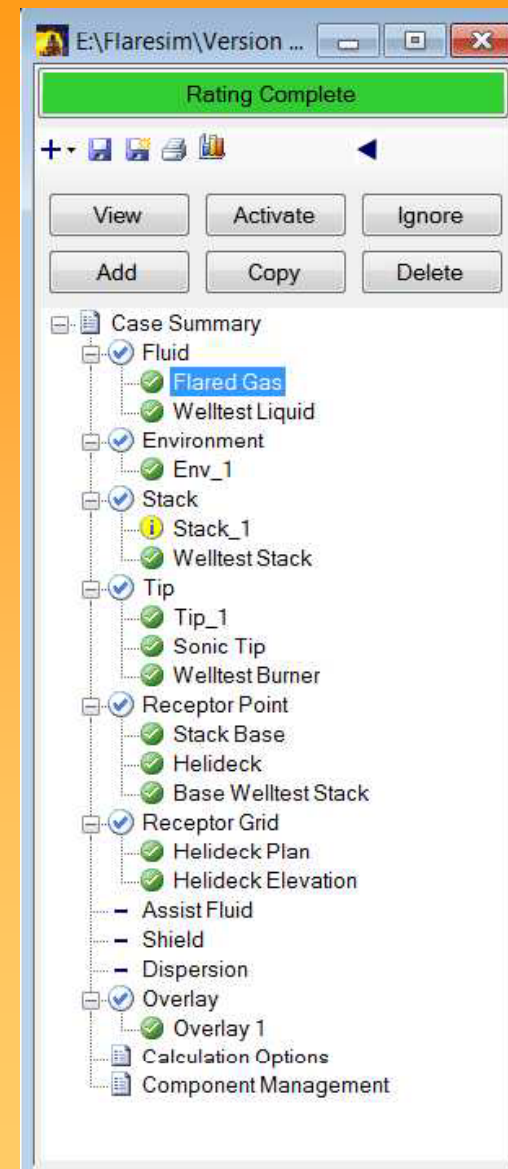 E:\Flaresim\Version ...
Rating Complete
View Activate Ignore
Add Copy Delete
Case Summary
Fluid
Flared Gas
Welltest Liquid
Environment
Env_1
Stack
Stack_1
Welltest Stack
Tip
Tip_1
Sonic Tip
Welltest Burner
Receptor Point
Stack Base
Helideck
Base Welltest Stack
Receptor Grid
Helideck Plan
Helideck Elevation
Assist Fluid
Shield
Dispersion
Overlay
Overlay 1
Calculation Options
Component Management